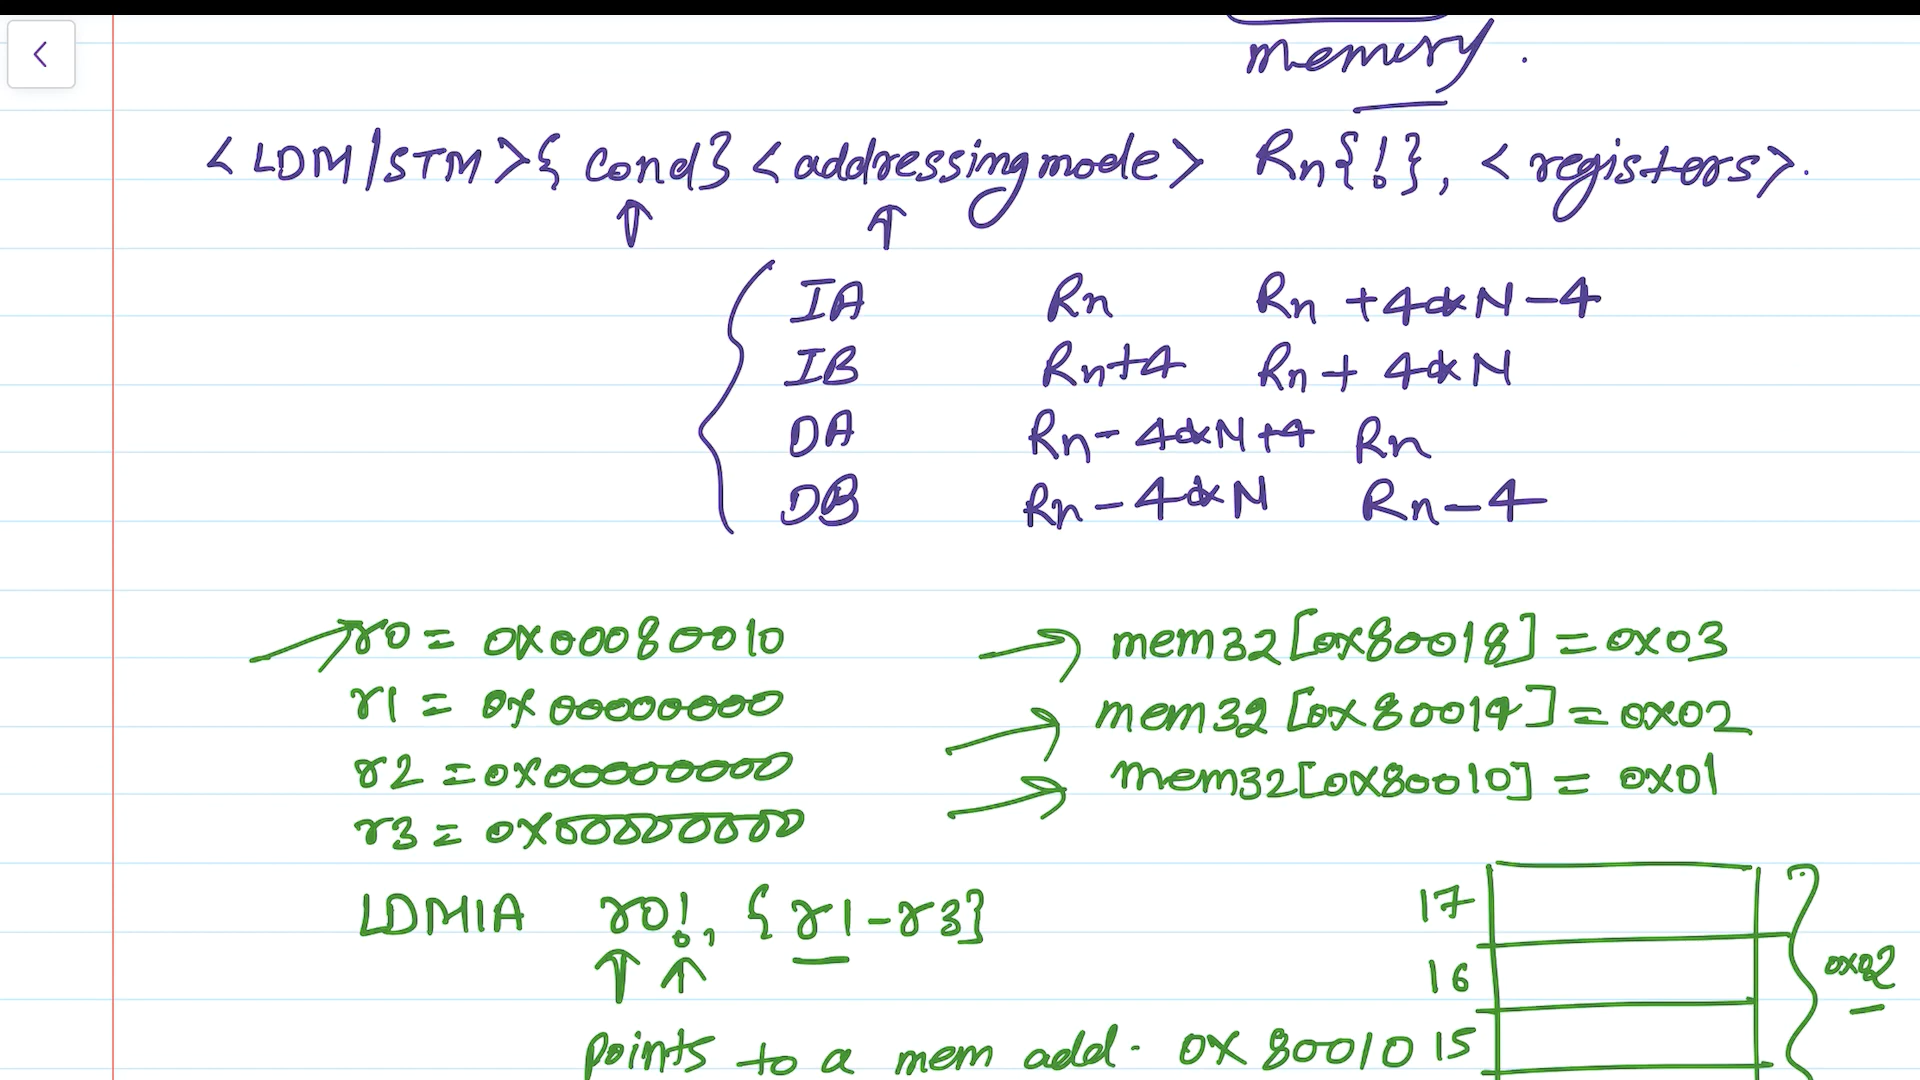 memory.
<LDM/STM>{cond}<addressing mode> Rn{!}, <registers>.
IA Rn Rn +4*N-4
IB Rn+4 Rn + 4*N
DA Rn-4*N+4 Rn
DB Rn-4*N Rn-4
r0 = 0x00080010 mem32[0x80018] = 0x03
r1 = 0x00000000 mem32[0x80014] = 0x02
r2 = 0x00000000 mem32[0x80010] = 0x01
r3 = 0x00000000
LDMIA r0!, {r1-r3}
17
16
0x02
points to a mem add. 0x80010 15